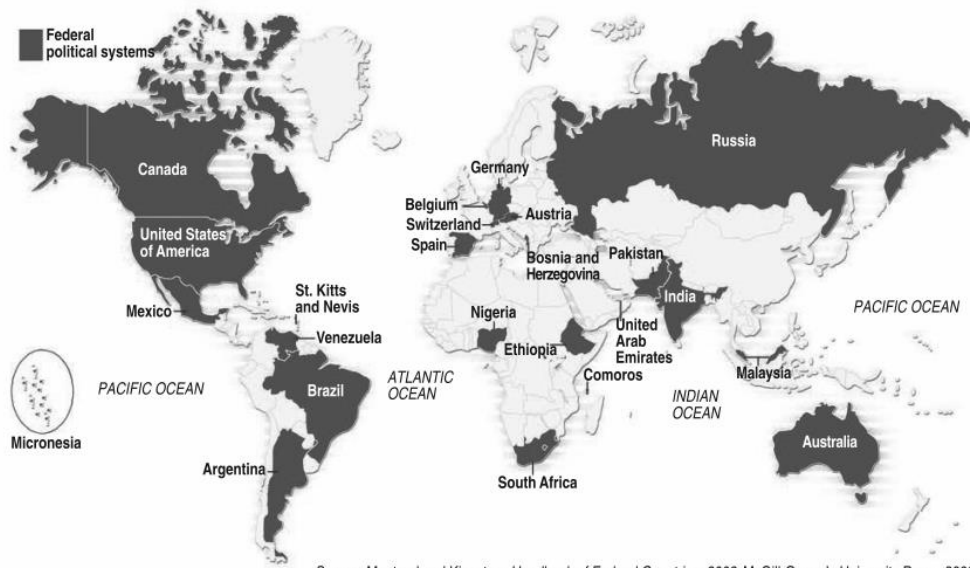 Federal
political systems
Canada
United States
of America
Mexico
St. Kitts
and Nevis
Venezuela
Brazil
Argentina
Micronesia
PACIFIC OCEAN
ATLANTIC
OCEAN
Germany
Belgium
Switzerland
Austria
Spain
Bosnia and
Herzegovina
Russia
Pakistan
India
Nigeria
Ethiopia
United
Arab
Emirates
Comoros
South Africa
INDIAN
OCEAN
Malaysia
PACIFIC OCEAN
Australia